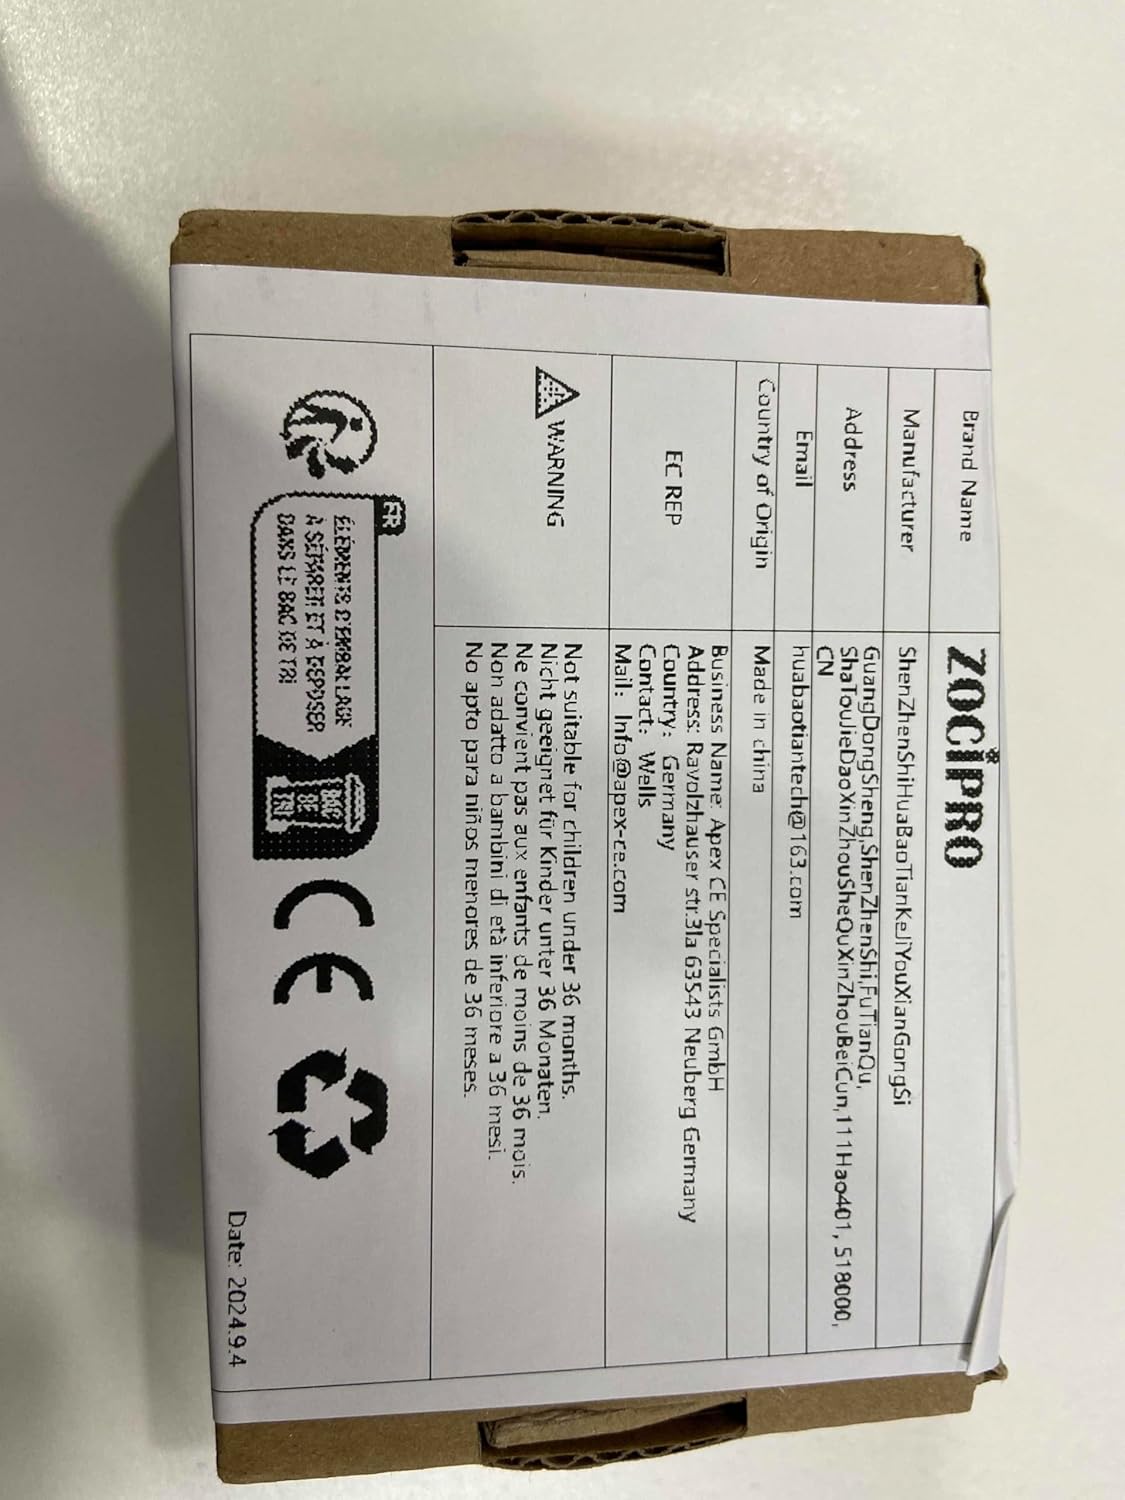 Brand Name
ZOCIPRO
Manufacturer
ShenZhenShiHuaBaoTianKeJiYouXianGongSi
Address
GuangDongSheng,ShenZhenShi,FuTianQu,
ShaTouJieDaoXinZhouSheQuXinZhouBeiCun,111Hao401, 518000,
CN
Email
huabaotiantech@163.com
Country of Origin
Made in china
EC REP
Business Name: Apex CE Specialists GmbH
Address: Ravolzhauser str.31a 63543 Neuberg Germany
Country: Germany
Contact: Wells
Mail: Info@apex-ce.com
WARNING
Not suitable for children under 36 months.
Nicht geeignet für Kinder unter 36 Monaten.
Ne convient pas aux enfants de moins de 36 mois.
Non adatto a bambini di età inferiore a 36 mesi.
No apto para niños menores de 36 meses.
FR
ÉLÉMENTS D'EMBALLAGE
À SÉPARER ET À DÉPOSER
DANS LE BAC DE TRI
BAC
DE
TRI
CE
Date: 2024.9.4